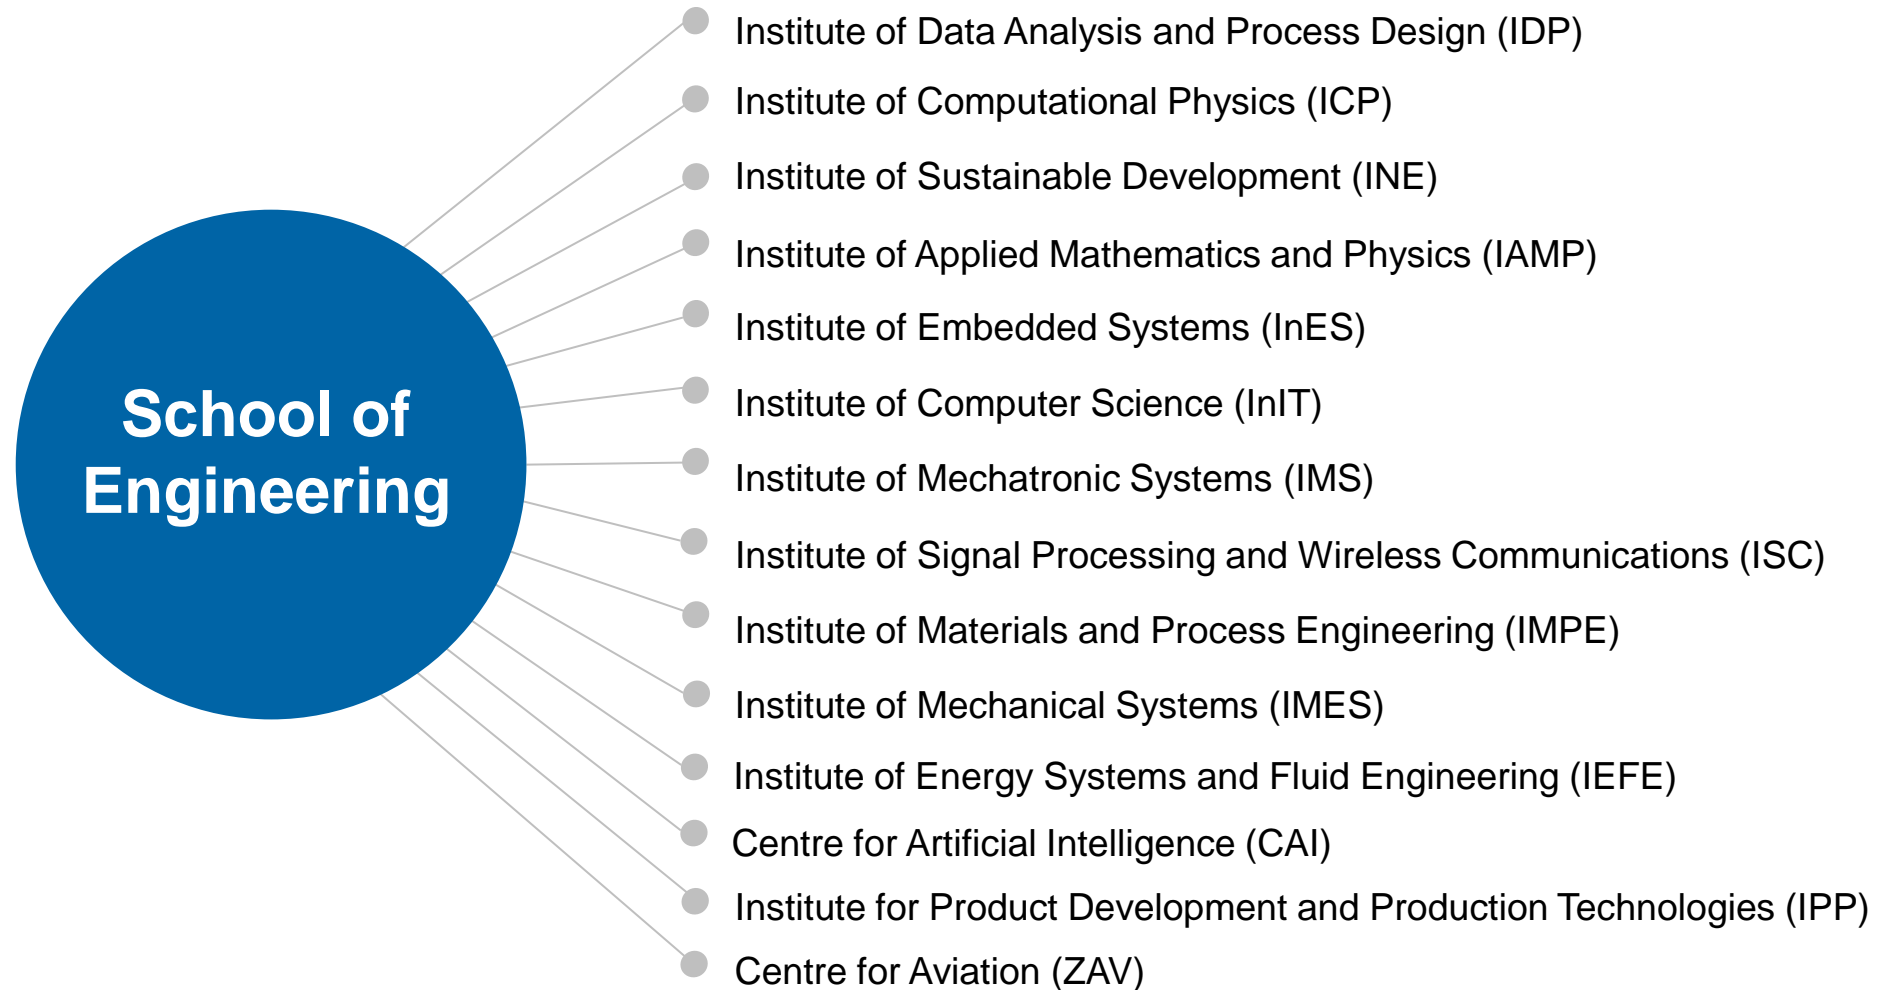 School of
Engineering
Institute of Data Analysis and Process Design (IDP)
Institute of Computational Physics (ICP)
Institute of Sustainable Development (INE)
Institute of Applied Mathematics and Physics (IAMP)
Institute of Embedded Systems (InES)
Institute of Computer Science (InIT)
Institute of Mechatronic Systems (IMS)
Institute of Signal Processing and Wireless Communications (ISC)
Institute of Materials and Process Engineering (IMPE)
Institute of Mechanical Systems (IMES)
Institute of Energy Systems and Fluid Engineering (IEFE)
Centre for Artificial Intelligence (CAI)
Institute for Product Development and Production Technologies (IPP)
Centre for Aviation (ZAV)